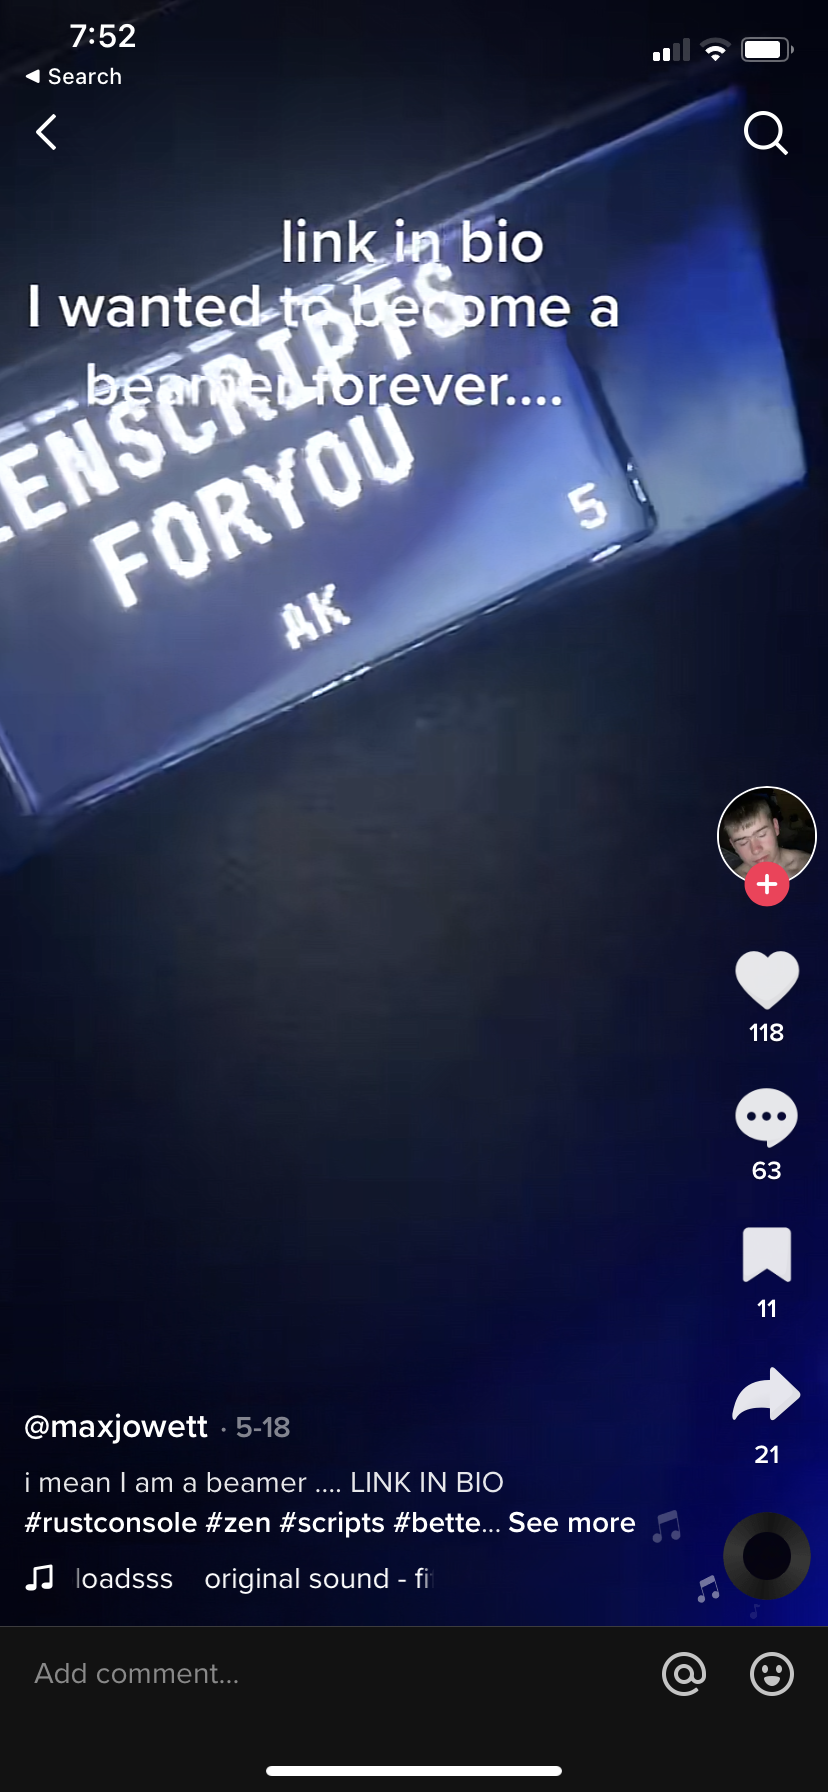 7:52
Search
link in bio
I wanted to become a
beamer forever....
ENSCRIPTS
FORYOU
5
AK
118
63
11
21
@maxjowett · 5-18
i mean I am a beamer .... LINK IN BIO
#rustconsole #zen #scripts #bette... See more
loadsss original sound - fi
Add comment...